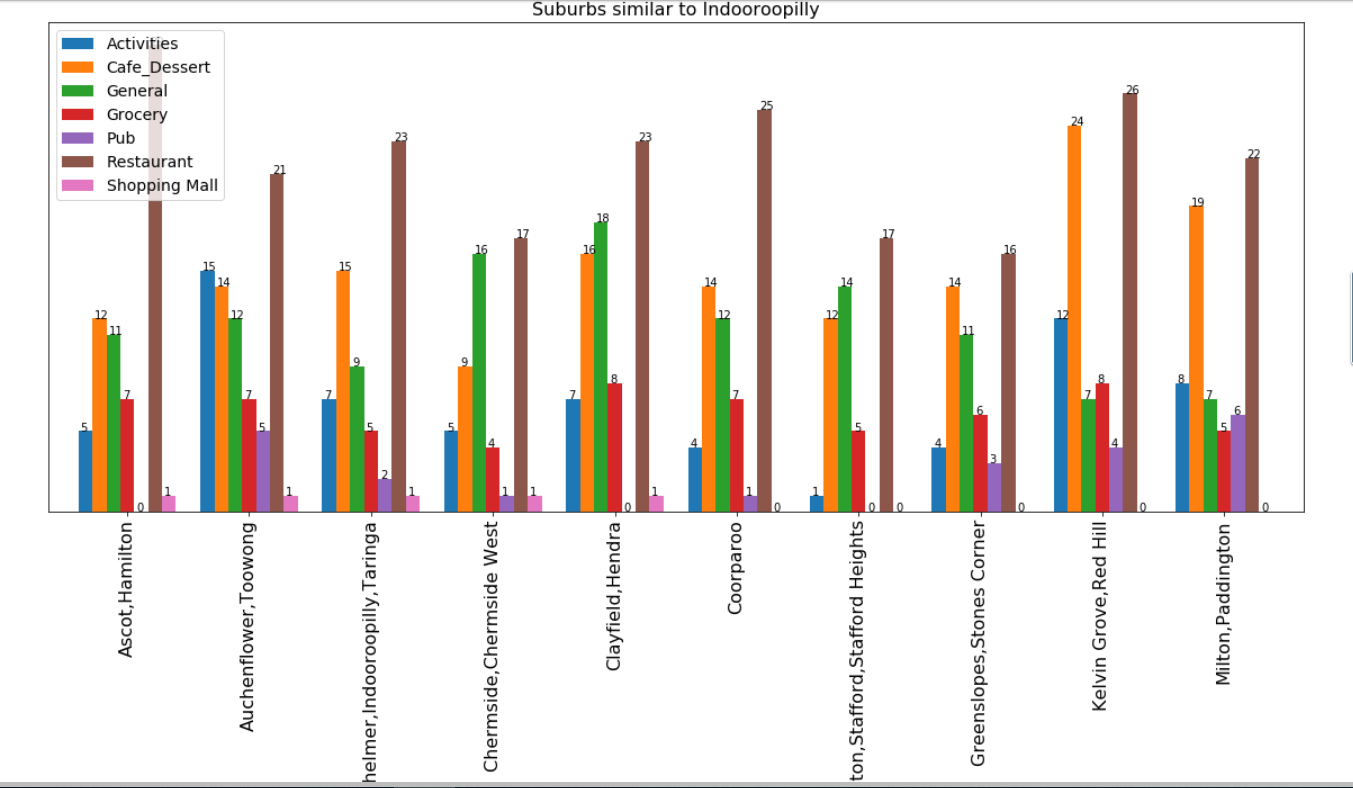 Suburbs similar to Indooroopilly
Activities
Cafe_Dessert
General
Grocery
Pub
Restaurant
Shopping Mall
5 12 11 7 0 1
15 14 12 7 5 21 1
7 15 9 5 2 23 1
5 9 16 4 1 17 1
7 16 18 8 0 23 1
4 14 12 7 1 25 0
1 12 14 5 0 17 0
4 14 11 6 3 16 0
12 24 7 8 4 26 0
8 19 7 5 6 22 0
Ascot,Hamilton
Auchenflower,Toowong
helmer,Indooroopilly,Taringa
Chermside,Chermside West
Clayfield,Hendra
Coorparoo
ton,Stafford,Stafford Heights
Greenslopes,Stones Corner
Kelvin Grove,Red Hill
Milton,Paddington